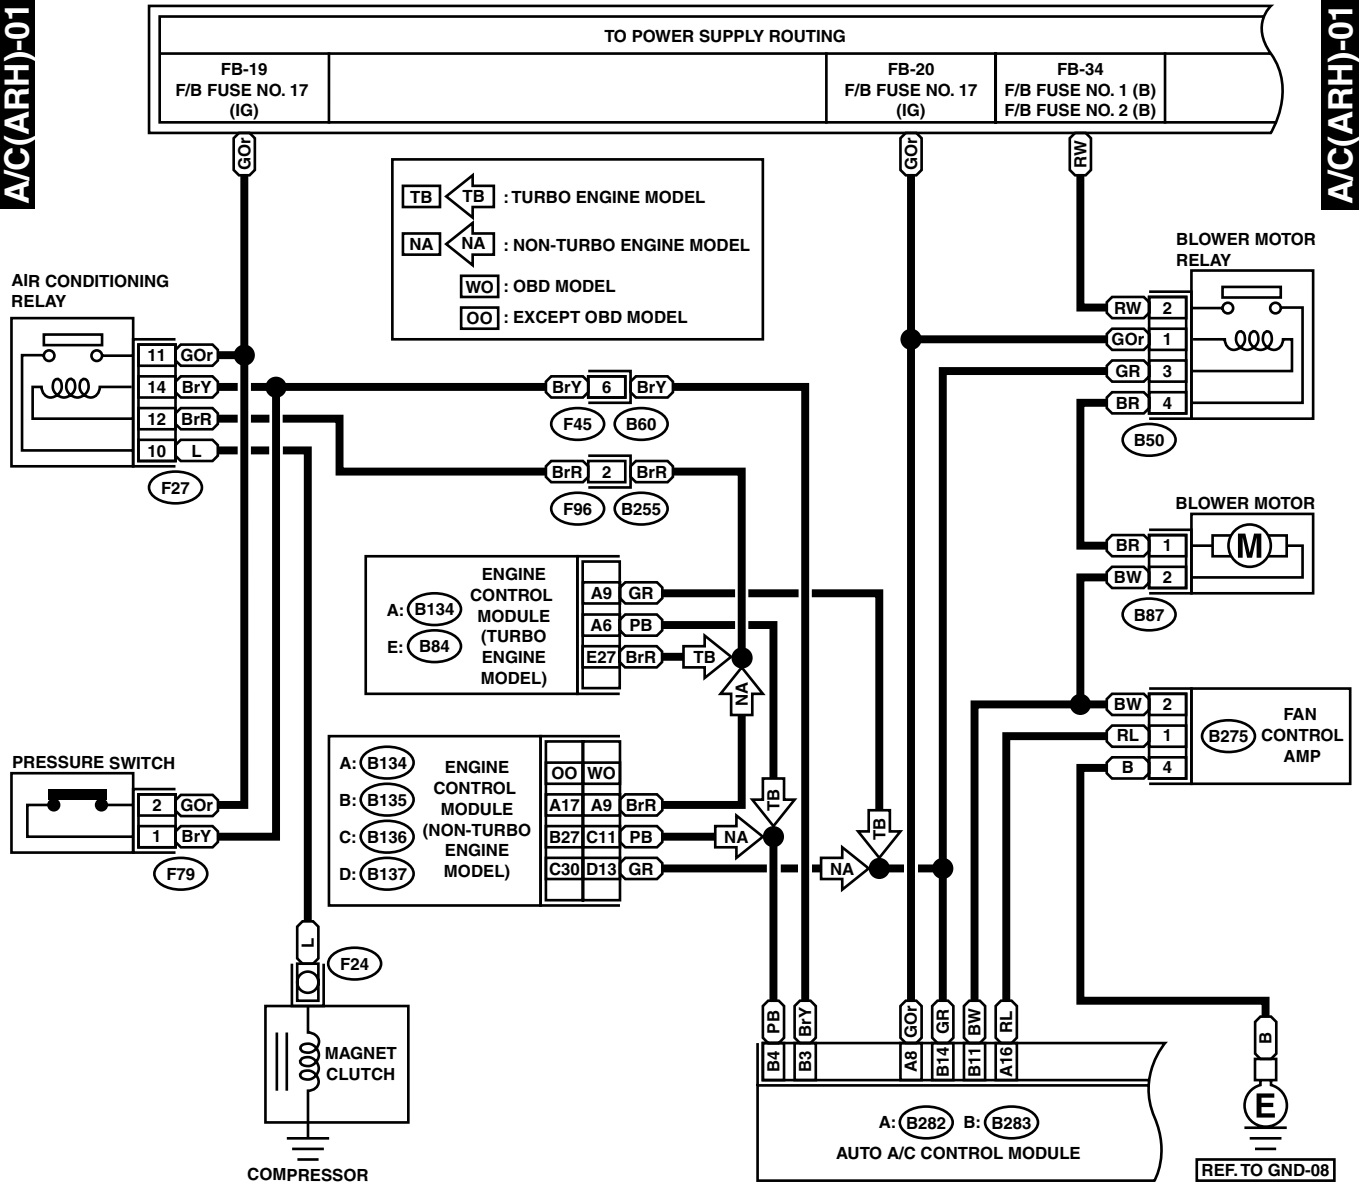 A/C(ARH)-01
A/C(ARH)-01
TO POWER SUPPLY ROUTING
FB-19
F/B FUSE NO. 17
(IG)
FB-20
F/B FUSE NO. 17
(IG)
FB-34
F/B FUSE NO. 1 (B)
F/B FUSE NO. 2 (B)
GOr
GOr
RW
TB TB : TURBO ENGINE MODEL
NA NA : NON-TURBO ENGINE MODEL
WO : OBD MODEL
OO : EXCEPT OBD MODEL
AIR CONDITIONING
RELAY
11 GOr
14 BrY
12 BrR
10 L
F27
BrY 6 BrY
F45 B60
BrR 2 BrR
F96 B255
BLOWER MOTOR
RELAY
RW 2
GOr 1
GR 3
BR 4
B50
BLOWER MOTOR
BR 1
BW 2
M
B87
A: B134
E: B84
ENGINE
CONTROL
MODULE
(TURBO
ENGINE
MODEL)
A9 GR
A6 PB
E27 BrR
TB
NA
BW 2
RL 1
B 4
B275
FAN
CONTROL
AMP
PRESSURE SWITCH
2 GOr
1 BrY
F79
A: B134
B: B135
C: B136
D: B137
ENGINE
CONTROL
MODULE
(NON-TURBO
ENGINE
MODEL)
OO WO
A17 A9 BrR
B27 C11 PB
C30 D13 GR
TB
NA
TB
NA
L
F24
MAGNET
CLUTCH
COMPRESSOR
PB BrY GOr GR BW RL
B4 B3 A8 B14 B11 A16
A: B282 B: B283
AUTO A/C CONTROL MODULE
B
E
REF. TO GND-08